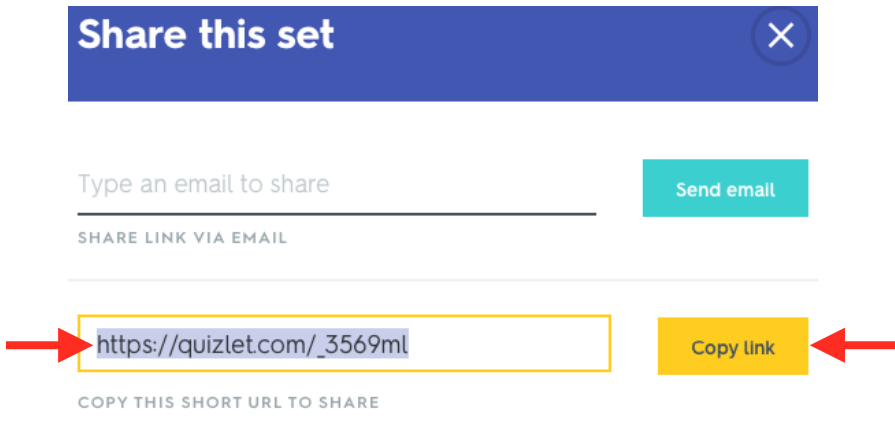 Share this set
Type an email to share
Send email
SHARE LINK VIA EMAIL
https://quizlet.com/_3569ml
Copy link
COPY THIS SHORT URL TO SHARE